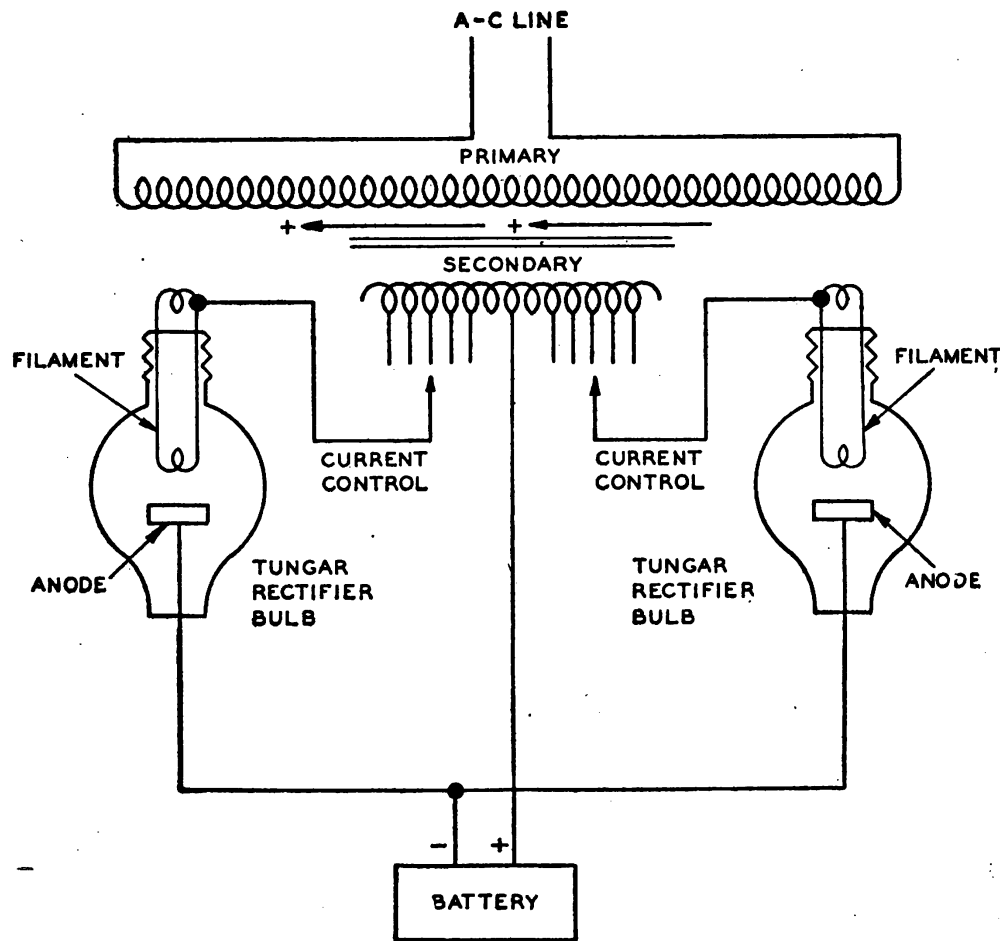 A-C LINE
PRIMARY
+ +
SECONDARY
FILAMENT
FILAMENT
CURRENT
CONTROL
CURRENT
CONTROL
ANODE
TUNGAR
RECTIFIER
BULB
TUNGAR
RECTIFIER
BULB
ANODE
- +
BATTERY